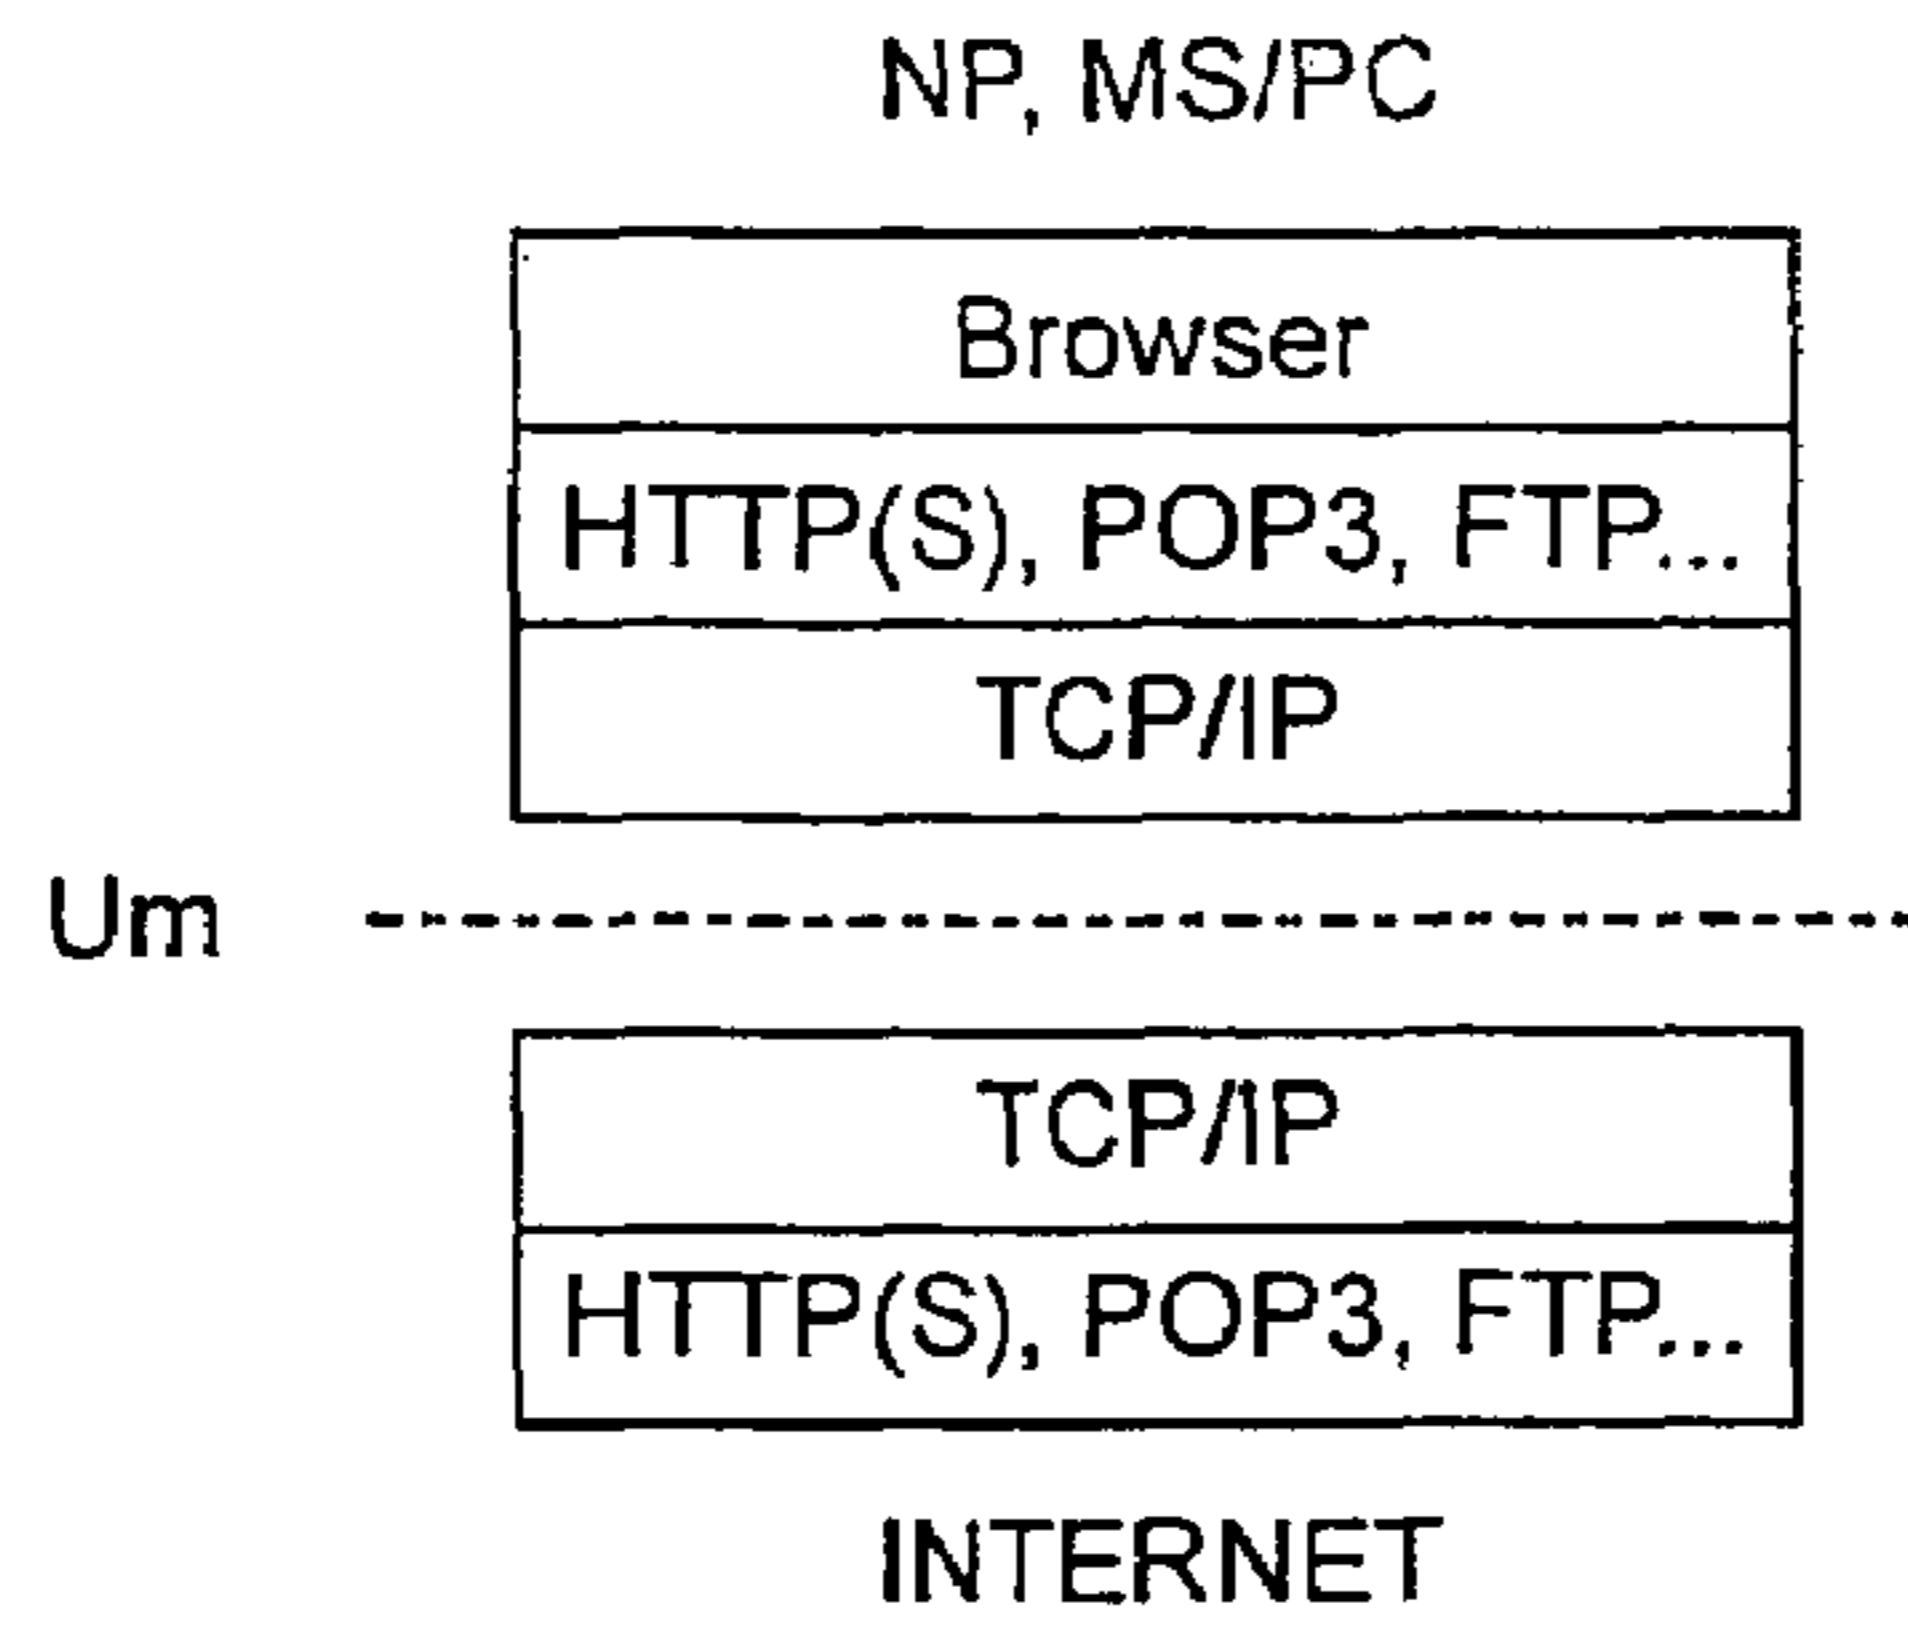 NP, MS/PC
Browser
HTTP(S), POP3, FTP...
TCP/IP
Um
TCP/IP
HTTP(S), POP3, FTP...
INTERNET